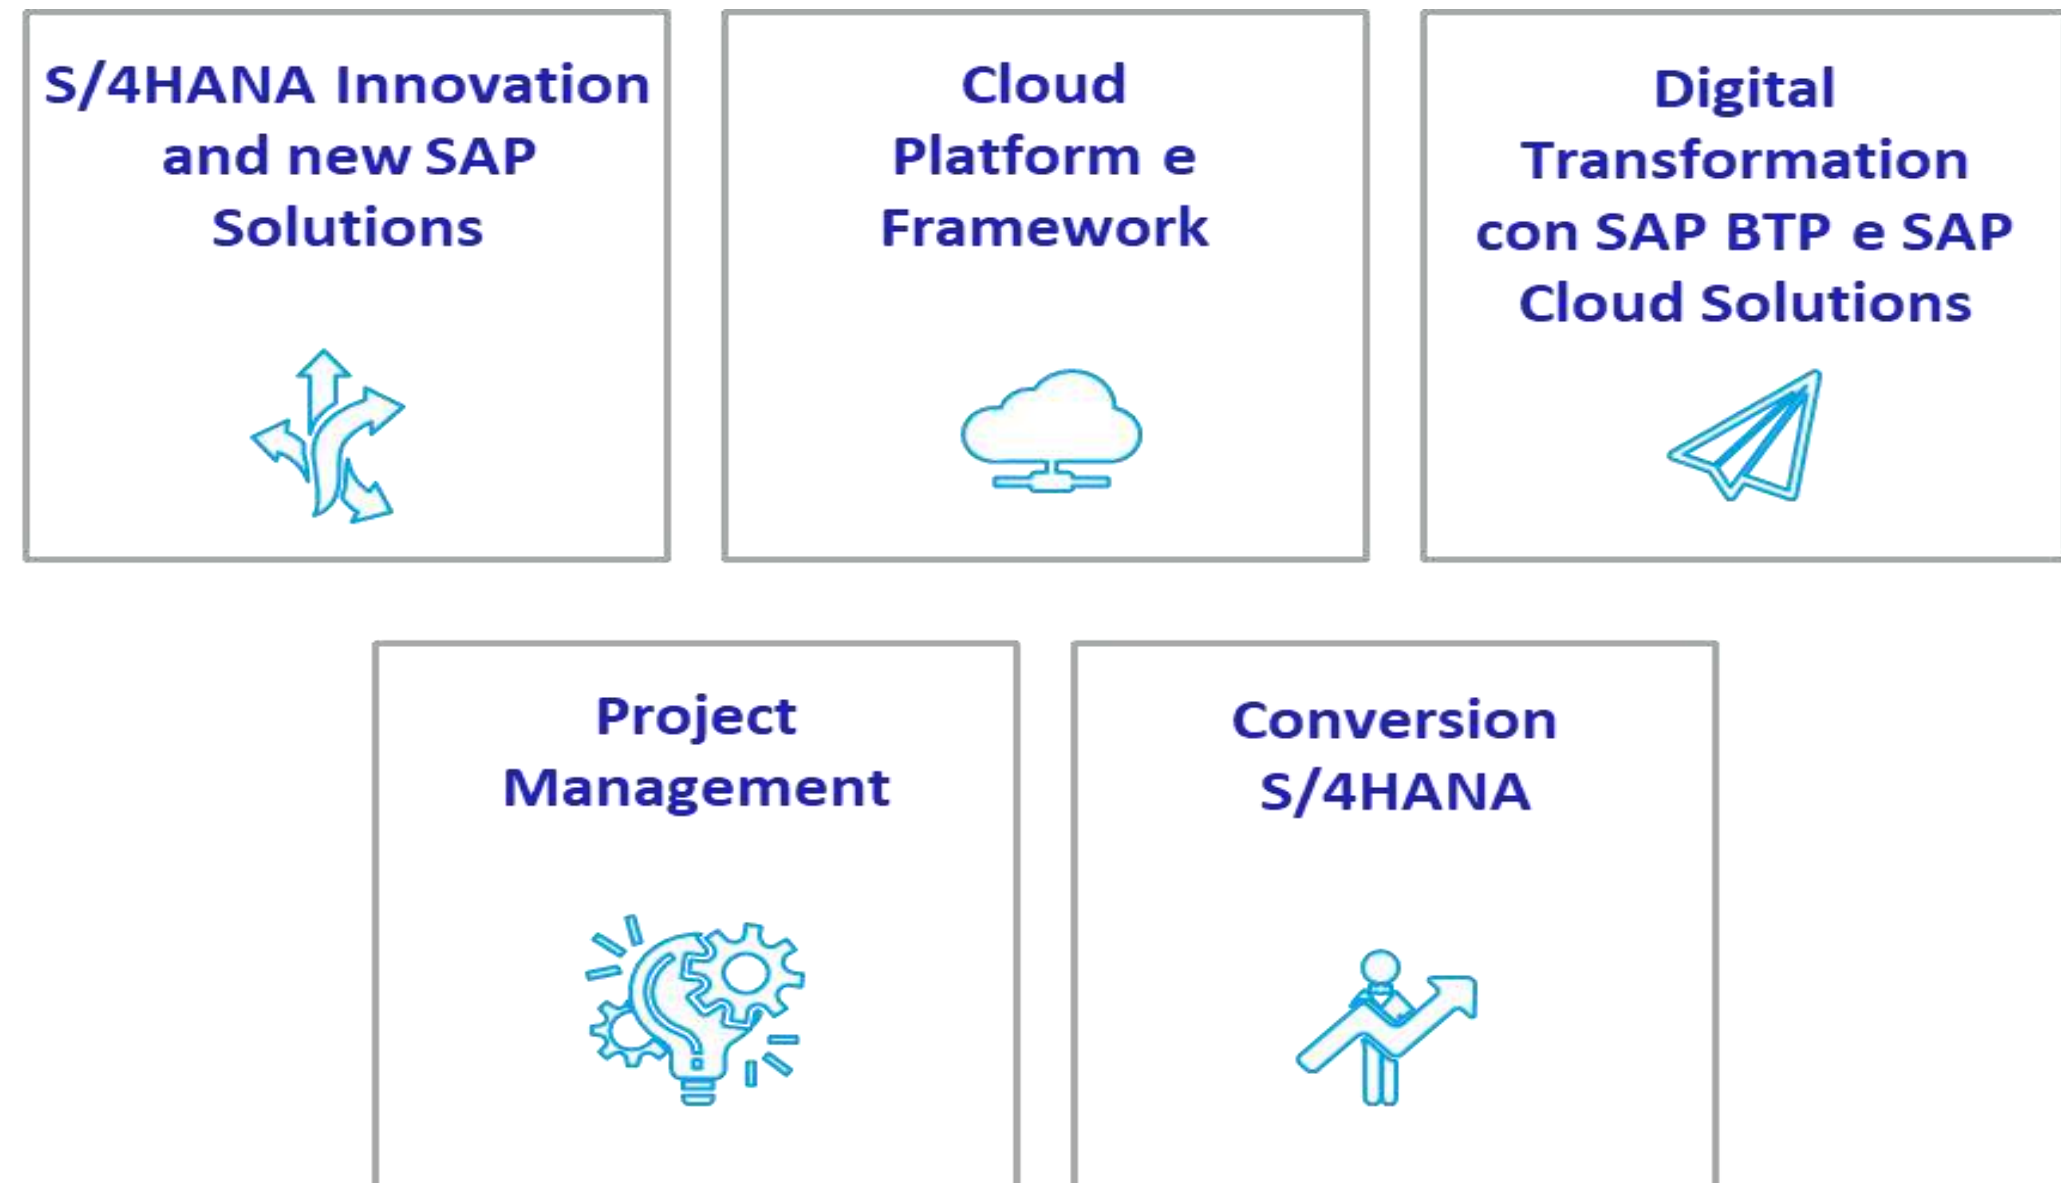 S/4HANA Innovation
and new SAP
Solutions
Cloud
Platform e
Framework
Digital
Transformation
con SAP BTP e SAP
Cloud Solutions
Project
Management
Conversion
S/4HANA